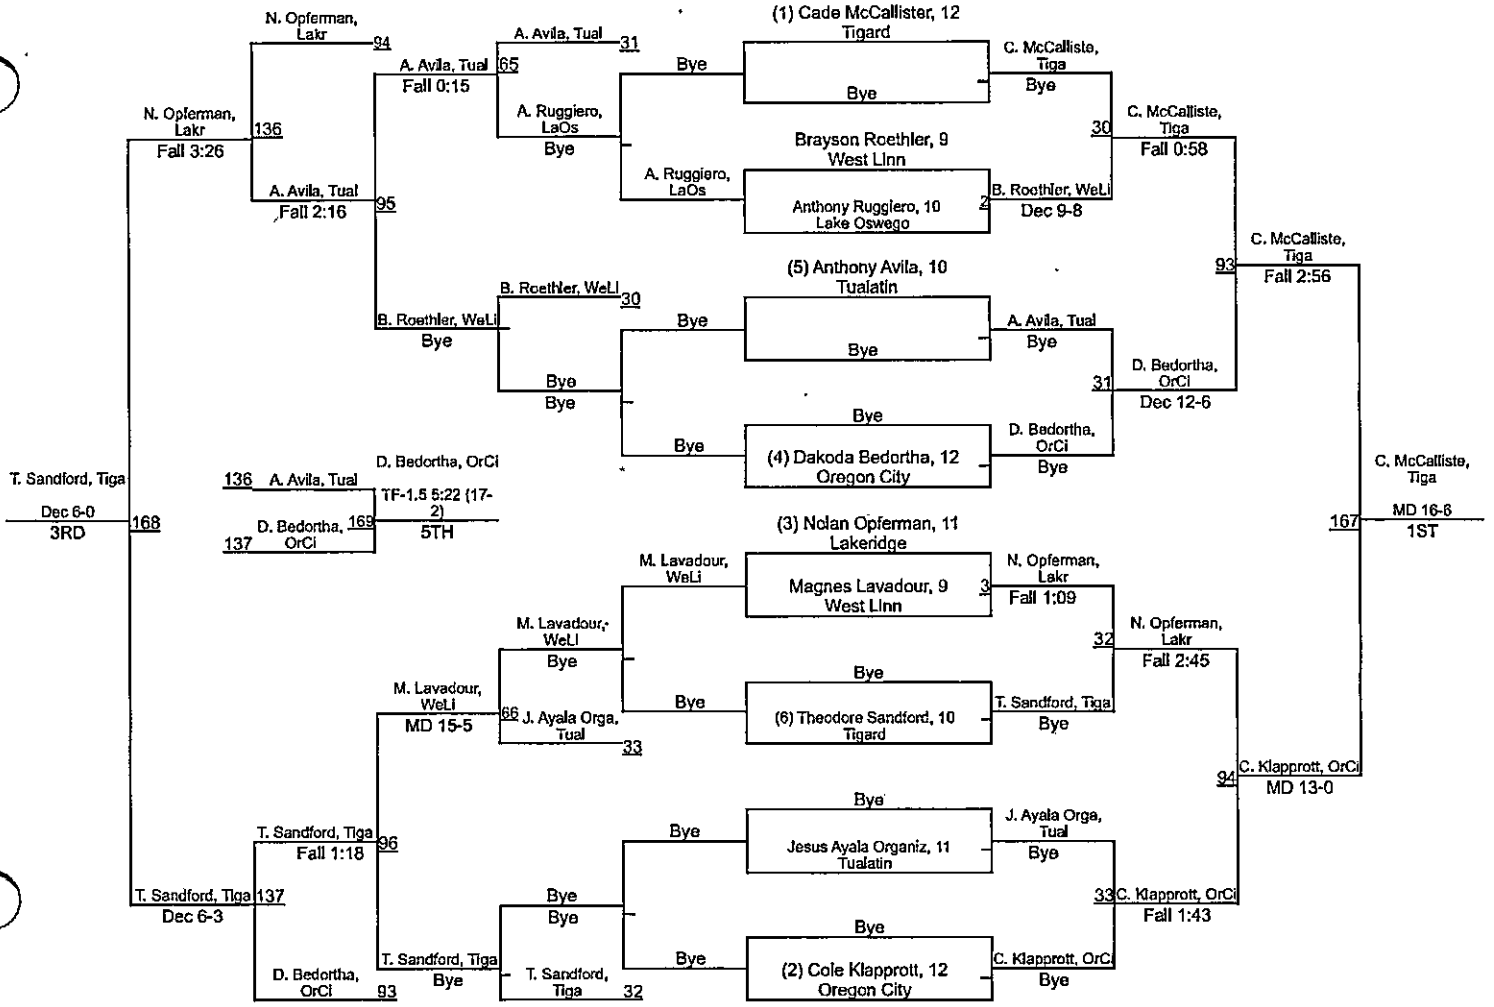 N. Opferman,
Lakr
94
A. Avila, Tual
Fall 0:15
65
A. Avila, Tual
31
A. Ruggiero,
LaOs
Bye
Bye
A. Ruggiero,
LaOs
N. Opferman,
Lakr
Fall 3:26
136
A. Avila, Tual
Fall 2:16
95
B. Roethler, WeLi
Bye
B. Roethler, WeLi
30
Bye
Bye
Bye
Bye
(1) Cade McCallister, 12
Tigard
Bye
Brayson Roethler, 9
West Linn
Anthony Ruggiero, 10
Lake Oswego
2
(5) Anthony Avila, 10
Tualatin
Bye
Bye
(4) Dakoda Bedortha, 12
Oregon City
C. McCalliste,
Tiga
Bye
30
B. Roethler, WeLi
Dec 9-8
C. McCalliste,
Tiga
Fall 0:58
93
A. Avila, Tual
Bye
31
D. Bedortha,
OrCi
Bye
D. Bedortha,
OrCi
Dec 12-6
C. McCalliste,
Tiga
Fall 2:56
T. Sandford, Tiga
Dec 6-0
3RD
168
136
A. Avila, Tual
D. Bedortha,
OrCi
137
169
D. Bedortha, OrCi
TF-1.5 5:22 (17-
2)
5TH
C. McCalliste,
Tiga
167
MD 16-6
1ST
(3) Nolan Opferman, 11
Lakeridge
Magnes Lavadour, 9
West Linn
3
Bye
(6) Theodore Sandford, 10
Tigard
Bye
Jesus Ayala Organiz, 11
Tualatin
Bye
(2) Cole Klapprott, 12
Oregon City
M. Lavadour,
WeLi
M. Lavadour,
WeLi
Bye
Bye
M. Lavadour,
WeLi
MD 15-5
66
J. Ayala Orga,
Tual
33
T. Sandford, Tiga
Fall 1:18
96
T. Sandford, Tiga
Dec 6-3
137
D. Bedortha,
OrCi
93
T. Sandford, Tiga
Bye
Bye
Bye
T. Sandford,
Tiga
32
Bye
Bye
N. Opferman,
Lakr
Fall 1:09
32
T. Sandford, Tiga
Bye
N. Opferman,
Lakr
Fall 2:45
94
C. Klapprott, OrCi
MD 13-0
J. Ayala Orga,
Tual
Bye
33
C. Klapprott, OrCi
Fall 1:43
C. Klapprott, OrCi
Bye